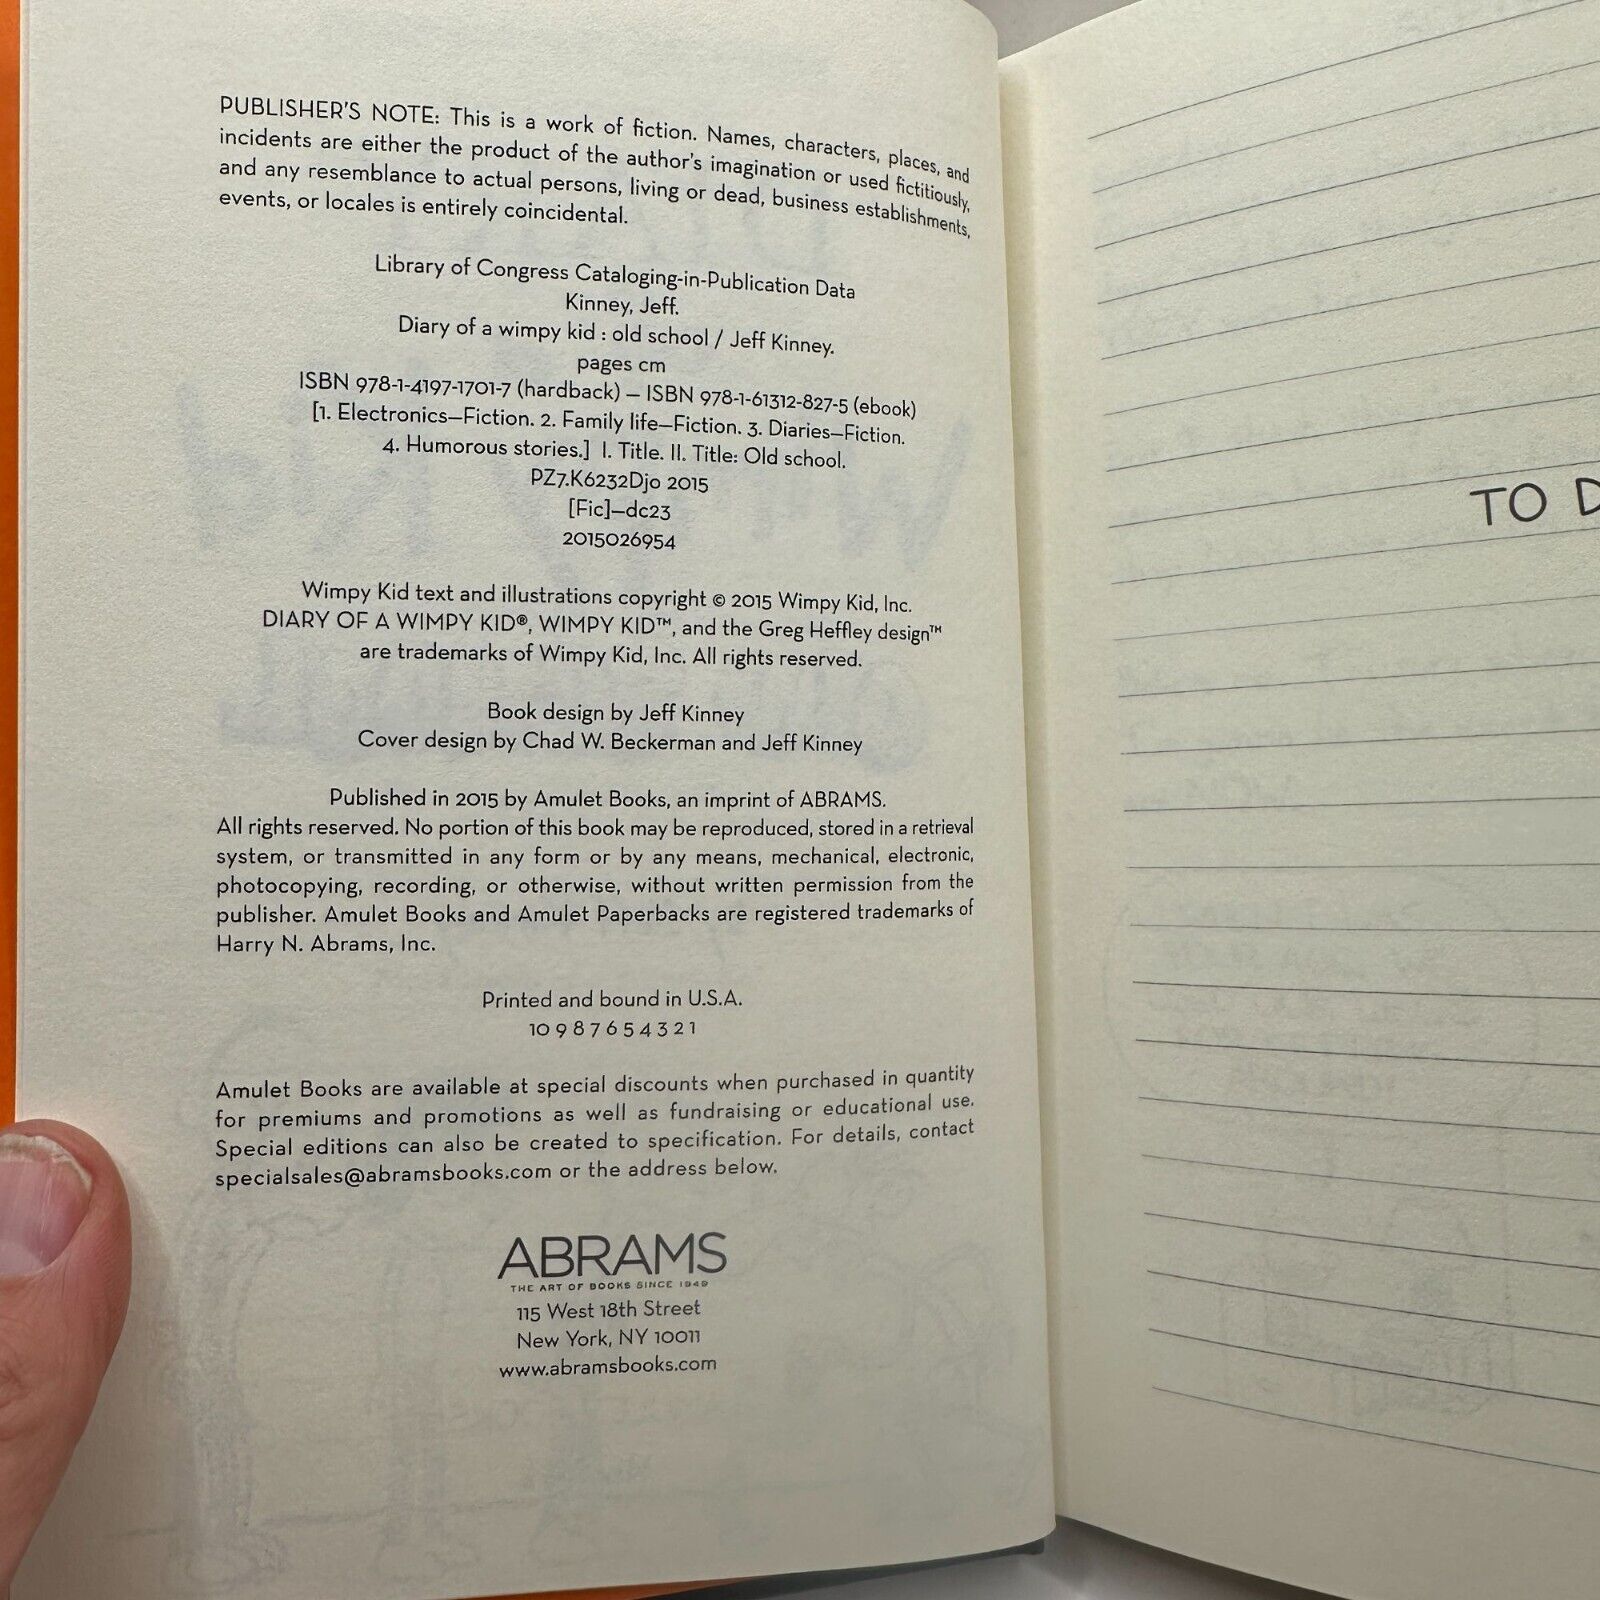 PUBLISHER'S NOTE: This is a work of fiction. Names, characters, places, and
incidents are either the product of the author's imagination or used fictitiously,
and any resemblance to actual persons, living or dead, business establishments,
events, or locales is entirely coincidental.
Library of Congress Cataloging-in-Publication Data
Kinney, Jeff.
Diary of a wimpy kid : old school / Jeff Kinney.
pages cm
ISBN 978-1-4197-1701-7 (hardback) — ISBN 978-1-61312-827-5 (ebook)
[1. Electronics—Fiction. 2. Family life—Fiction. 3. Diaries—Fiction.
4. Humorous stories.] I. Title. II. Title: Old school.
PZ7.K6232Djo 2015
[Fic]—dc23
2015026954
Wimpy Kid text and illustrations copyright © 2015 Wimpy Kid, Inc.
DIARY OF A WIMPY KID®, WIMPY KID™, and the Greg Heffley design™
are trademarks of Wimpy Kid, Inc. All rights reserved.
Book design by Jeff Kinney
Cover design by Chad W. Beckerman and Jeff Kinney
Published in 2015 by Amulet Books, an imprint of ABRAMS.
All rights reserved. No portion of this book may be reproduced, stored in a retrieval
system, or transmitted in any form or by any means, mechanical, electronic,
photocopying, recording, or otherwise, without written permission from the
publisher. Amulet Books and Amulet Paperbacks are registered trademarks of
Harry N. Abrams, Inc.
Printed and bound in U.S.A.
10 9 8 7 6 5 4 3 2 1
Amulet Books are available at special discounts when purchased in quantity
for premiums and promotions as well as fundraising or educational use.
Special editions can also be created to specification. For details, contact
specialsales@abramsbooks.com or the address below.
ABRAMS
THE ART OF BOOKS SINCE 1949
115 West 18th Street
New York, NY 10011
www.abramsbooks.com
TO